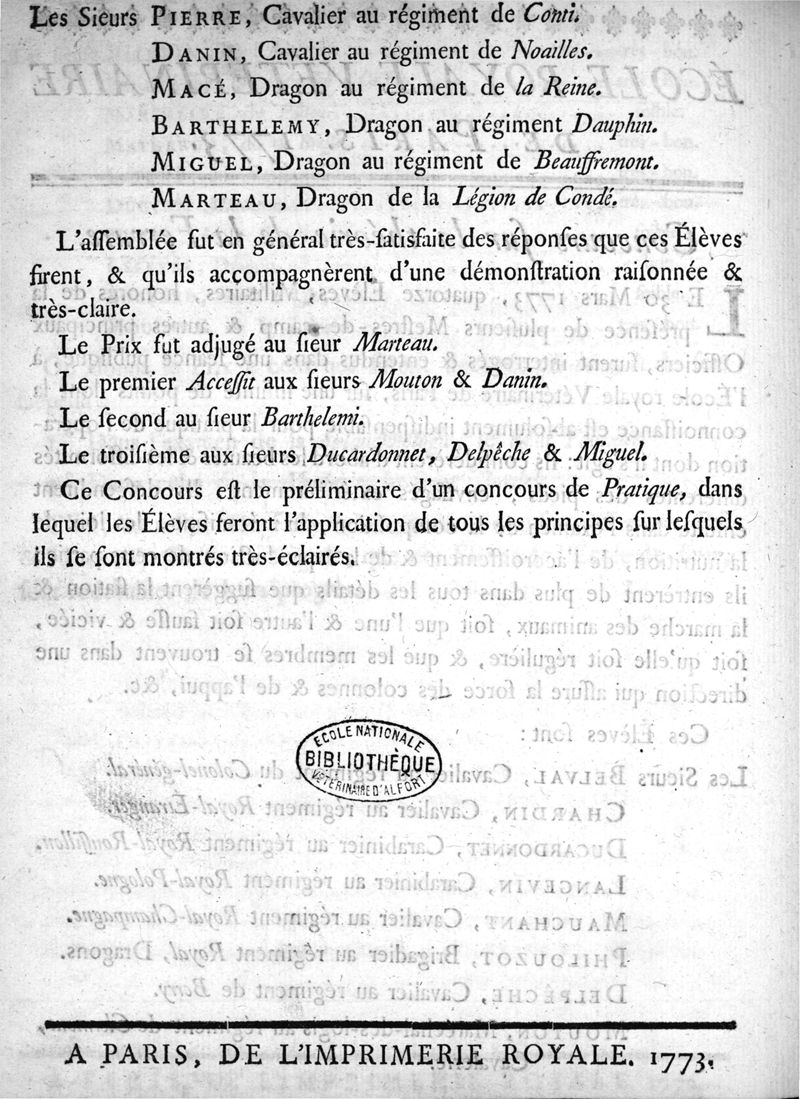 Les Sieurs PIERRE, Cavalier au régiment de Conti.
DANIN, Cavalier au régiment de Noailles.
MACÉ, Dragon au régiment de la Reine.
BARTHELEMY, Dragon au régiment Dauphin.
MIGUEL, Dragon au régiment de Beauffremont.
MARTEAU, Dragon de la Légion de Condé.
L'aſſemblée fut en général très-ſatisfaite des réponſes que ces Élèves
firent, & qu'ils accompagnèrent d'une démonſtration raiſonnée &
très-claire.
Le Prix fut adjugé au ſieur Marteau.
Le premier Acceſſit aux ſieurs Mouton & Danin.
Le ſecond au ſieur Barthelemi.
Le troiſième aux ſieurs Ducardonnet, Delpêche & Miguel.
Ce Concours eſt le préliminaire d'un concours de Pratique, dans
lequel les Élèves feront l'application de tous les principes ſur leſquels
ils ſe ſont montrés très-éclairés.
ECOLE NATIONALE
BIBLIOTHÈQUE
VÉTÉRINAIRE D'ALFORT
A PARIS, DE L'IMPRIMERIE ROYALE. 1773.